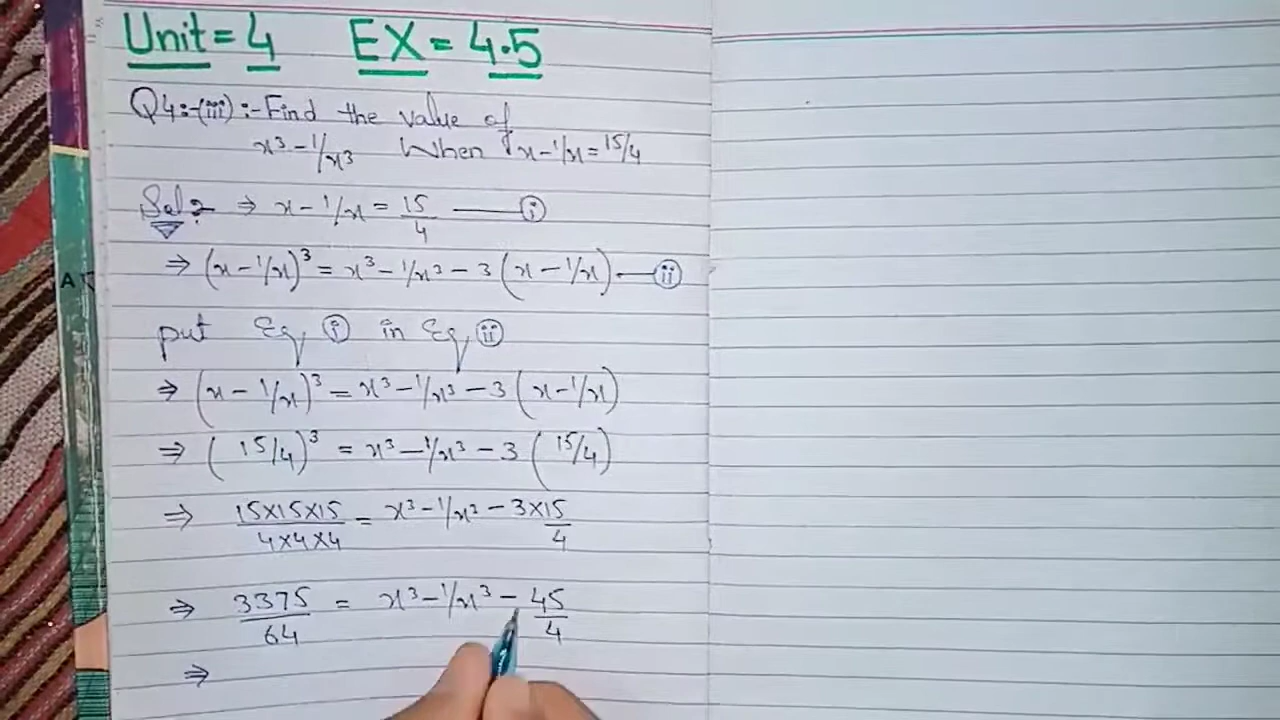 Unit = 4 EX = 4.5
Q4:-(iii):- Find the value of
x³ - 1/x³ When x - 1/x = 15/4
Sol: ⇒ x - 1/x = 15/4 —— (i)
⇒ (x - 1/x)³ = x³ - 1/x³ - 3(x - 1/x) —— (ii)
put Eq (i) in Eq (ii)
⇒ (x - 1/x)³ = x³ - 1/x³ - 3(x - 1/x)
⇒ (15/4)³ = x³ - 1/x³ - 3(15/4)
⇒ 15×15×15/4×4×4 = x³ - 1/x³ - 3×15/4
⇒ 3375/64 = x³ - 1/x³ - 45/4
⇒
A